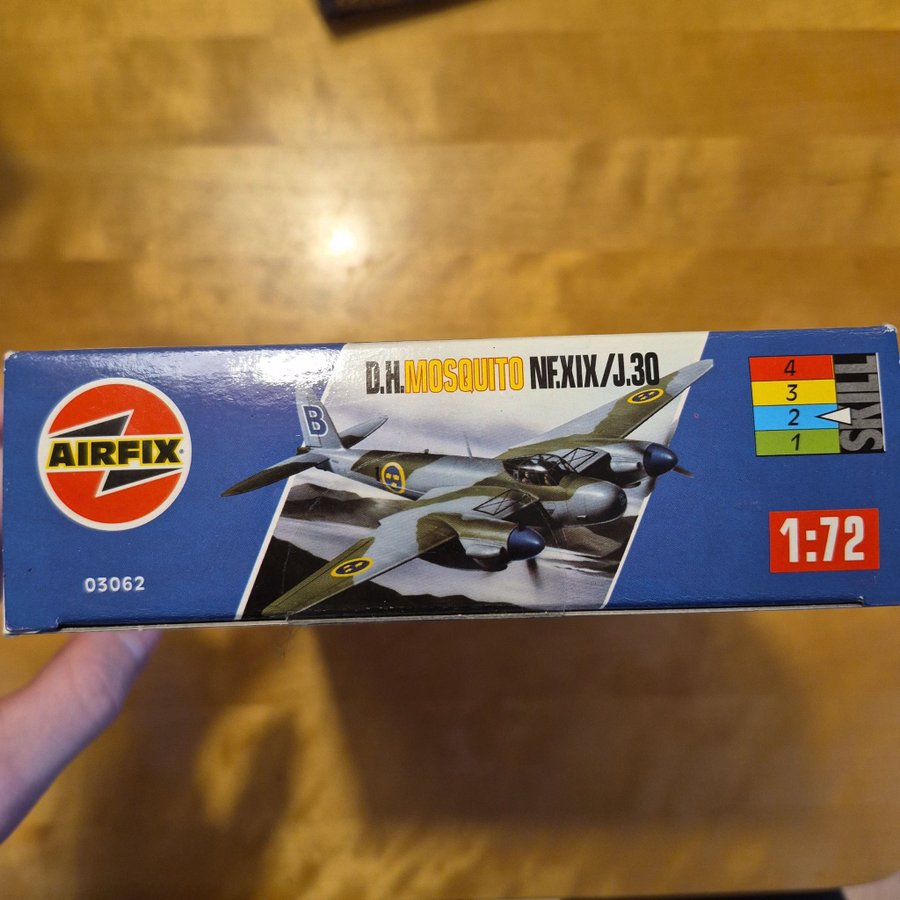 AIRFIX
03062
D.H.MOSQUITO NF.XIX/J.30
B
4
3
2
1
SKILL
1:72